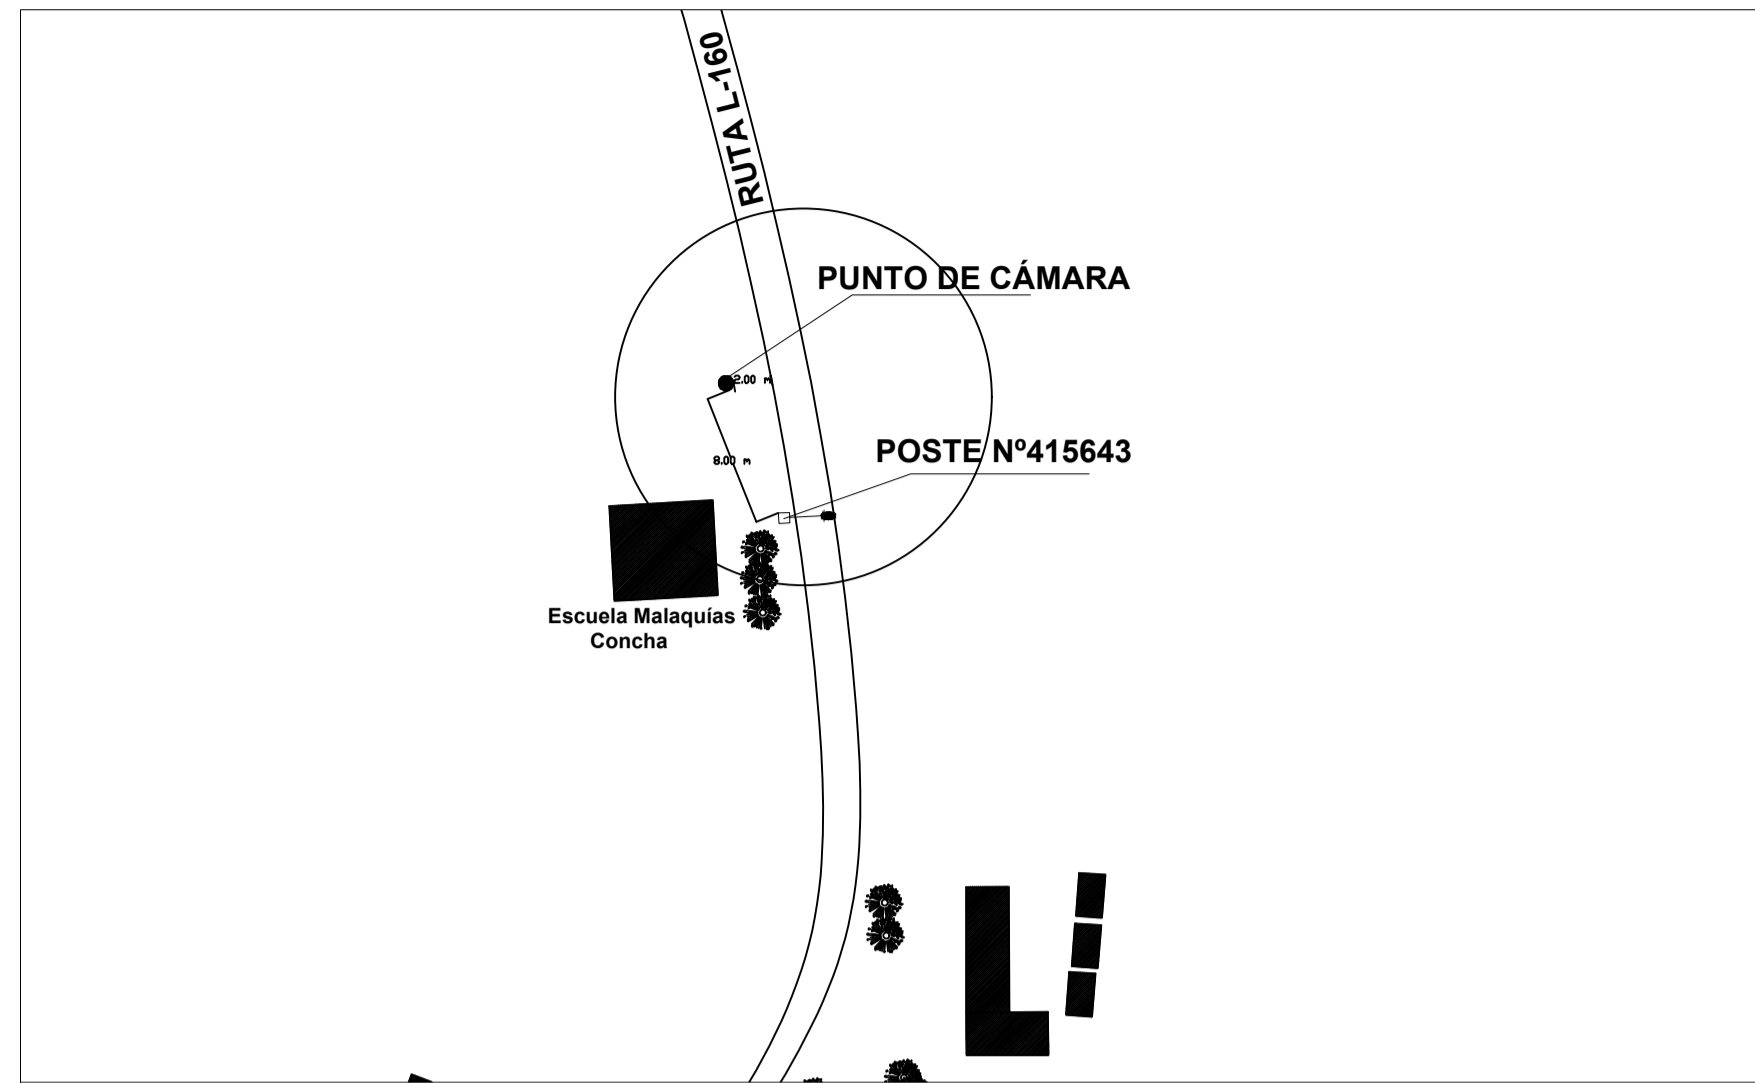 RUTA L-160
PUNTO DE CÁMARA
2.00 m
POSTE Nº415643
8.00 m
Escuela Malaquías
Concha